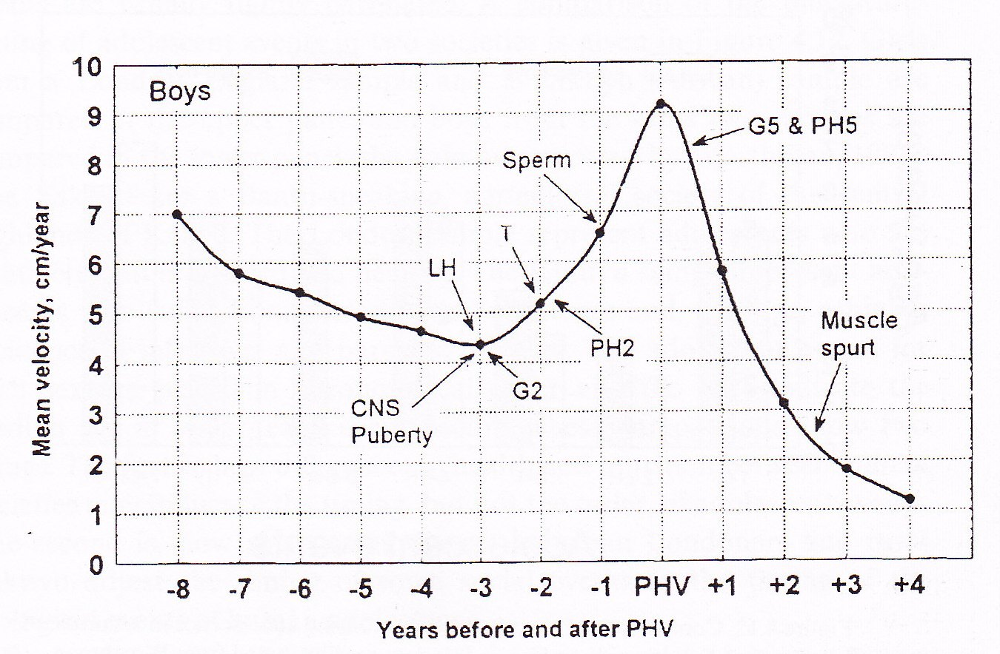 10
Boys
9
G5 & PH5
8
Sperm
7
T
6
LH
5
Muscle
spurt
PH2
4
G2
CNS
Puberty
3
2
1
0
-8 -7 -6 -5 -4 -3 -2 -1 PHV +1 +2 +3 +4
Mean velocity, cm/year
Years before and after PHV